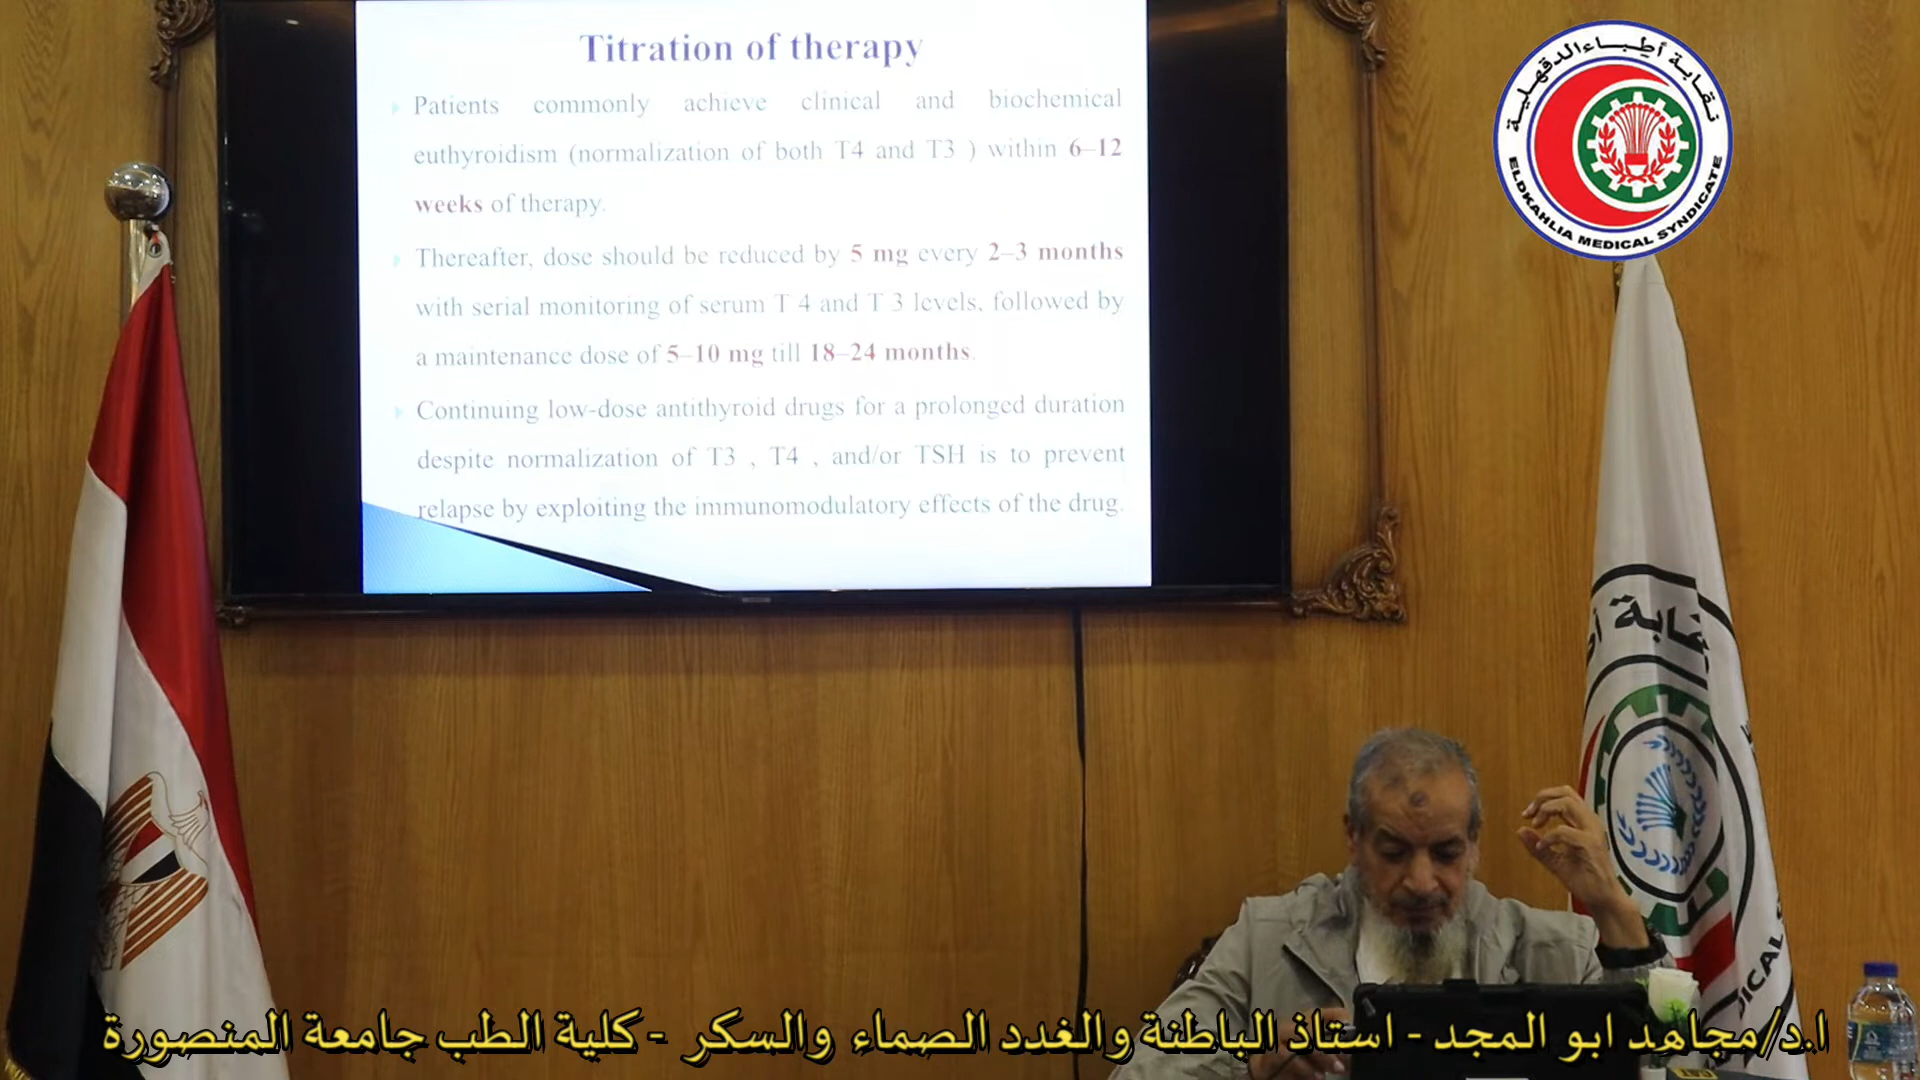 Titration of therapy
Patients commonly achieve clinical and biochemical
euthyroidism (normalization of both T4 and T3 ) within 6–12
weeks of therapy.
Thereafter, dose should be reduced by 5 mg every 2–3 months
with serial monitoring of serum T 4 and T 3 levels, followed by
a maintenance dose of 5–10 mg till 18–24 months.
Continuing low-dose antithyroid drugs for a prolonged duration
despite normalization of T3 , T4 , and/or TSH is to prevent
relapse by exploiting the immunomodulatory effects of the drug.
نقابة أطباء الدقهلية
ELDKAHLIA MEDICAL SYNDICATE
ا.د/مجاهد ابو المجد - استاذ الباطنة والغدد الصماء والسكر - كلية الطب جامعة المنصورة